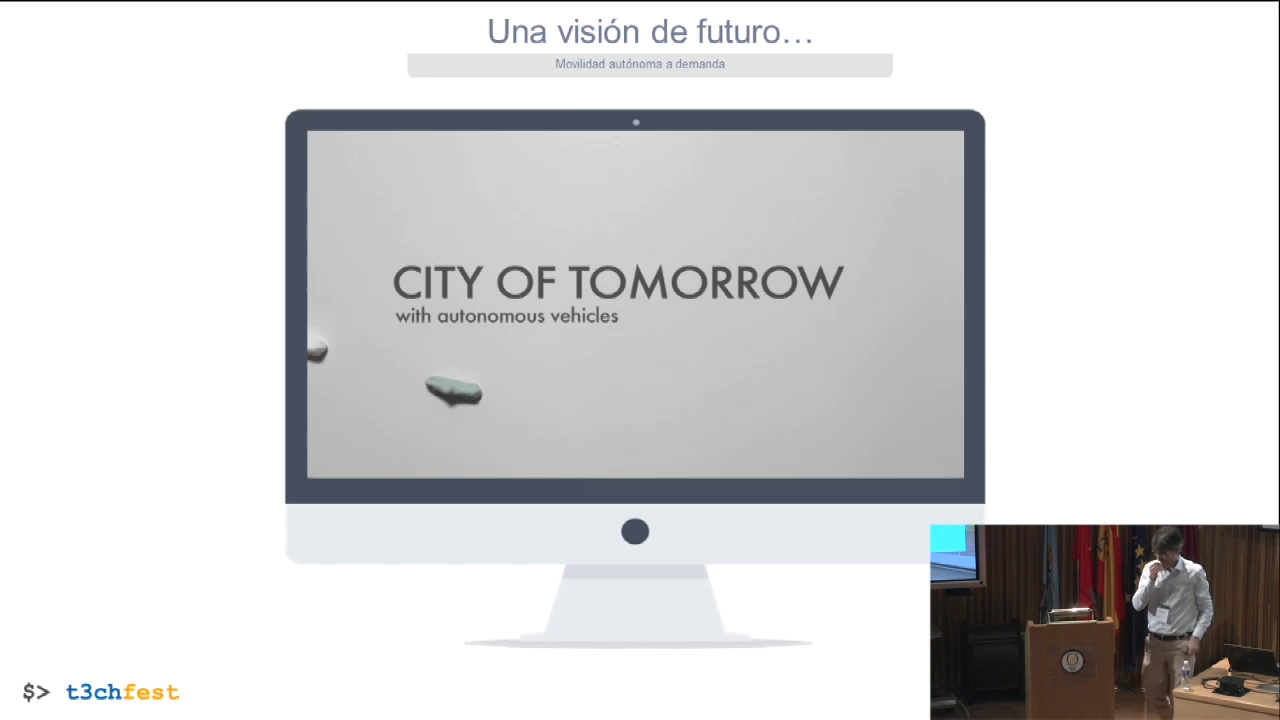 Una visión de futuro…
Movilidad autónoma a demanda
CITY OF TOMORROW
with autonomous vehicles
$> t3chfest